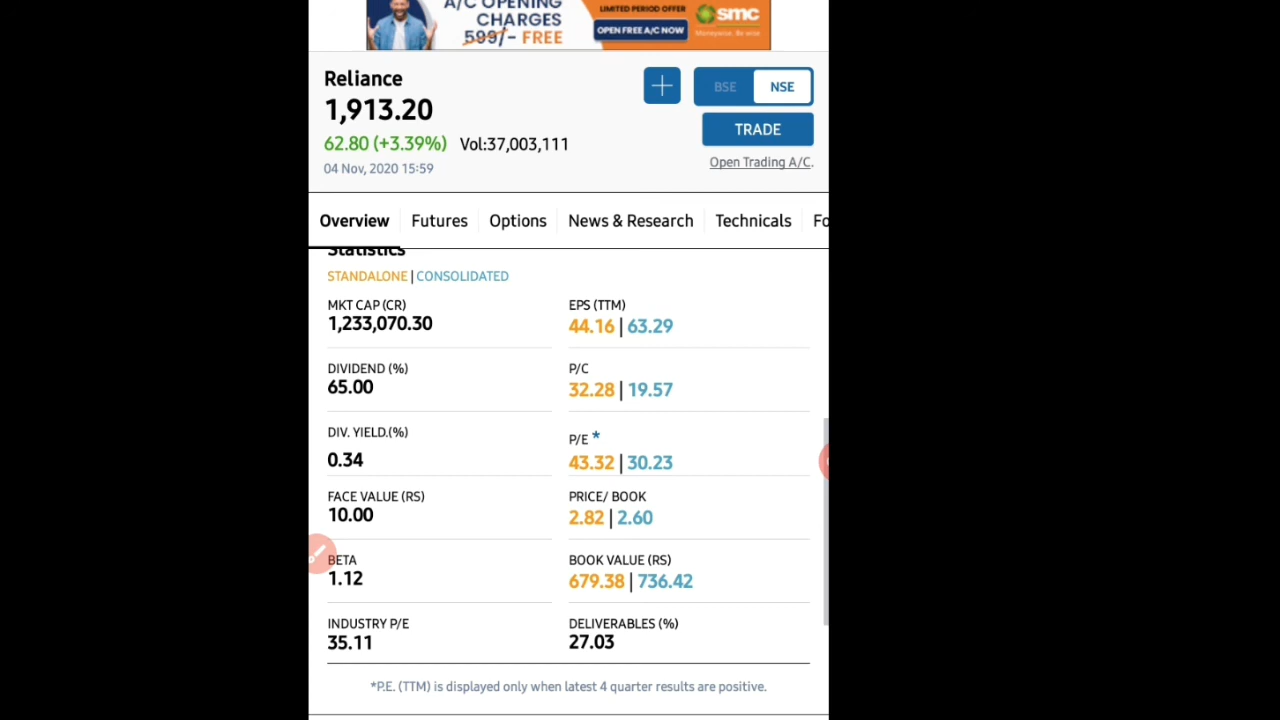 A/C OPENING
CHARGES
599/- FREE
LIMITED PERIOD OFFER
OPEN FREE A/C NOW
smc
Moneywise. Be wise
Reliance
1,913.20
62.80 (+3.39%) Vol:37,003,111
04 Nov, 2020 15:59
BSE NSE
TRADE
Open Trading A/C.
Overview Futures Options News & Research Technicals Fo
Statistics
STANDALONE | CONSOLIDATED
MKT CAP (CR)
1,233,070.30
EPS (TTM)
44.16 | 63.29
DIVIDEND (%)
65.00
P/C
32.28 | 19.57
DIV. YIELD.(%)
0.34
P/E *
43.32 | 30.23
FACE VALUE (RS)
10.00
PRICE/ BOOK
2.82 | 2.60
BETA
1.12
BOOK VALUE (RS)
679.38 | 736.42
INDUSTRY P/E
35.11
DELIVERABLES (%)
27.03
*P.E. (TTM) is displayed only when latest 4 quarter results are positive.